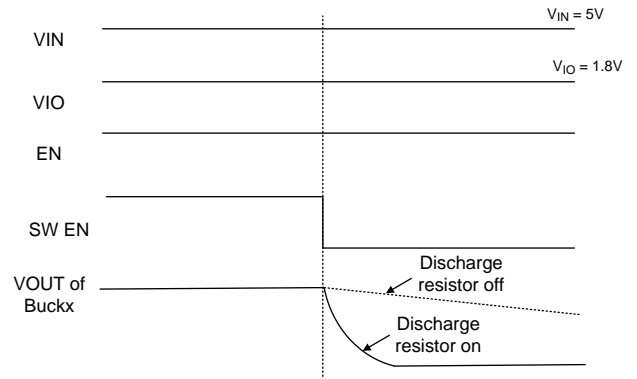 V_IN = 5V
VIN
V_IO = 1.8V
VIO
EN
SW EN
Discharge
resistor off
VOUT of
Buckx
Discharge
resistor on